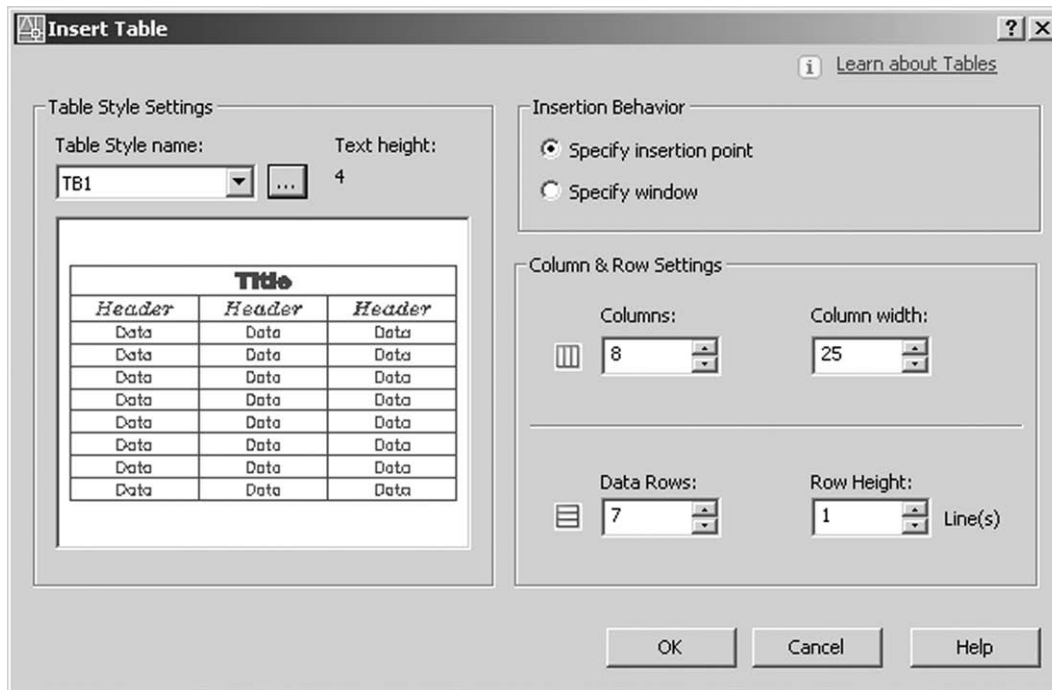 Insert Table
? X
i Learn about Tables
Table Style Settings
Table Style name: Text height:
TB1 ... 4
Title
Header Header Header
Data Data Data
Data Data Data
Data Data Data
Data Data Data
Data Data Data
Data Data Data
Data Data Data
Data Data Data
Insertion Behavior
Specify insertion point
Specify window
Column & Row Settings
Columns: Column width:
8 25
Data Rows: Row Height:
7 1 Line(s)
OK Cancel Help